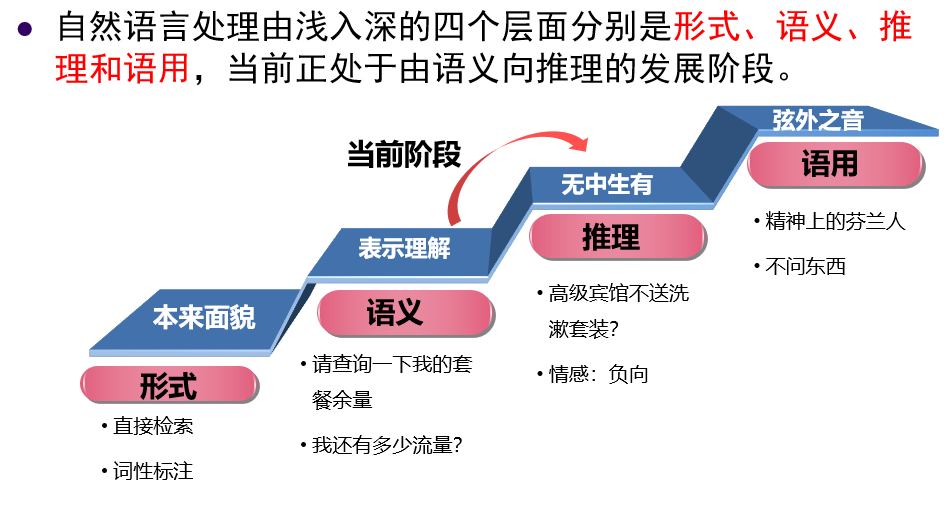 • 自然语言处理由浅入深的四个层面分别是形式、语义、推
理和语用，当前正处于由语义向推理的发展阶段。
弦外之音
语用
• 精神上的芬兰人
• 不问东西
当前阶段
无中生有
推理
• 高级宾馆不送洗
漱套装？
• 情感：负向
表示理解
语义
• 请查询一下我的套
餐余量
• 我还有多少流量？
本来面貌
形式
• 直接检索
• 词性标注